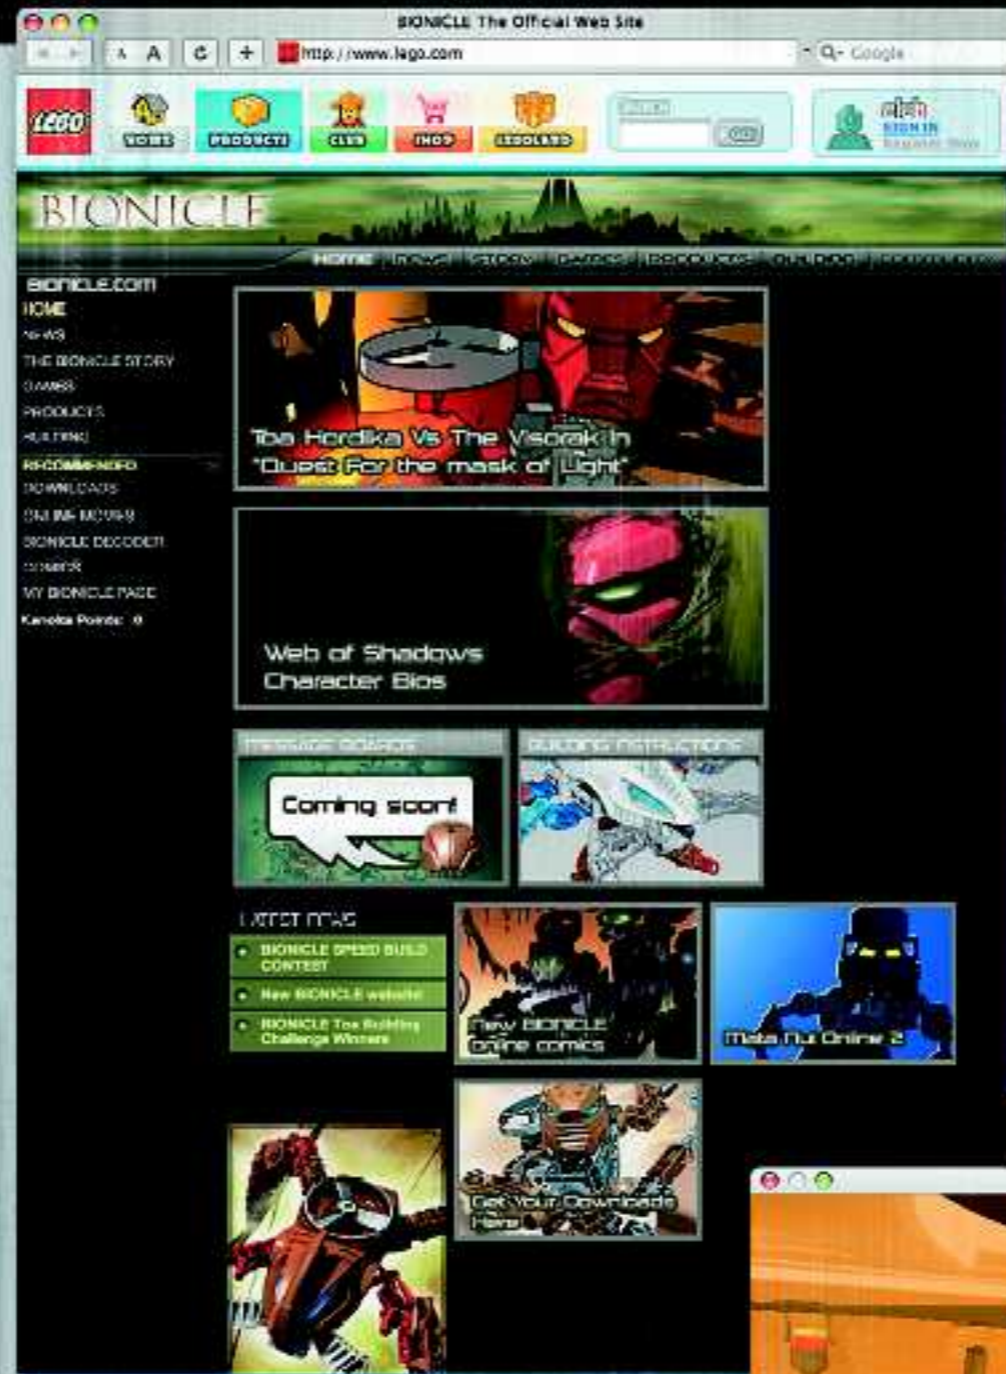 BIONICLE The Official Web Site
A A C + http://www.lego.com Google
LEGO HOME PRODUCTS CLUB SHOP LEGOLAND GO SIGN IN
BIONICLE
HOME NEWS STORY GAMES PRODUCTS BUILDING
BIONICLE.COM
HOME
NEWS
THE BIONICLE STORY
GAMES
PRODUCTS
BUILDING
RECOMMENDED
DOWNLOADS
ONLINE MOVIES
BIONICLE DECODER
COMICS
MY BIONICLE PAGE
Kanoka Points: 0
Toa Hordika Vs The Visorak In
"Quest For the mask of Light"
Web of Shadows
Character Bios
MESSAGE BOARDS
Coming soon!
BUILDING INSTRUCTIONS
LATEST NEWS
BIONICLE SPEED BUILD
CONTEST
New BIONICLE website!
BIONICLE Toa Building
Challenge Winners
New BIONICLE
online comics
Mata Nui Online 2
Get Your Downloads
Here